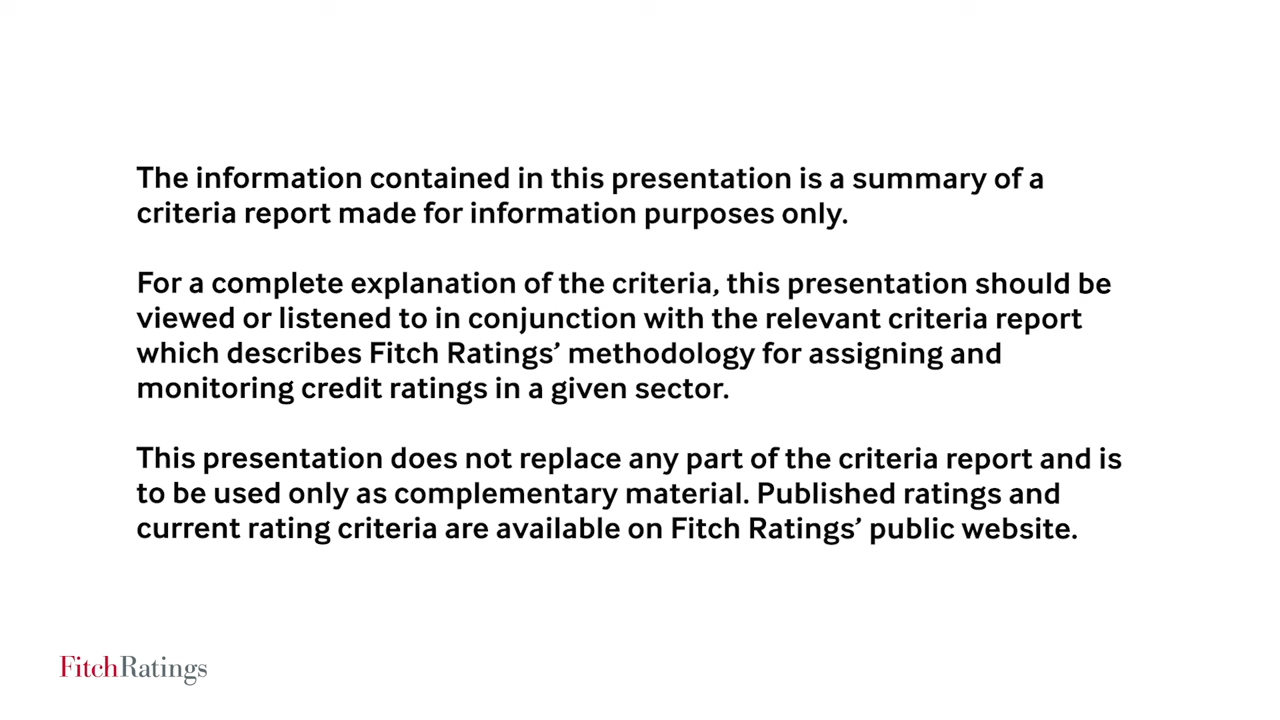 The information contained in this presentation is a summary of a
criteria report made for information purposes only.
For a complete explanation of the criteria, this presentation should be
viewed or listened to in conjunction with the relevant criteria report
which describes Fitch Ratings’ methodology for assigning and
monitoring credit ratings in a given sector.
This presentation does not replace any part of the criteria report and is
to be used only as complementary material. Published ratings and
current rating criteria are available on Fitch Ratings’ public website.
FitchRatings